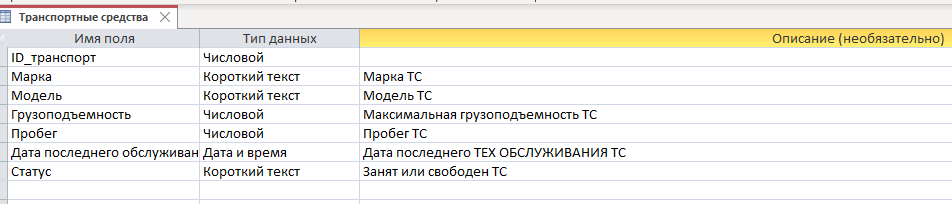 Транспортные средства
Имя поля Тип данных Описание (необязательно)
ID_транспорт Числовой
Марка Короткий текст Марка ТС
Модель Короткий текст Модель ТС
Грузоподъемность Числовой Максимальная грузоподъемность ТС
Пробег Числовой Пробег ТС
Дата последнего обслуживан Дата и время Дата последнего ТЕХ ОБСЛУЖИВАНИЯ ТС
Статус Короткий текст Занят или свободен ТС